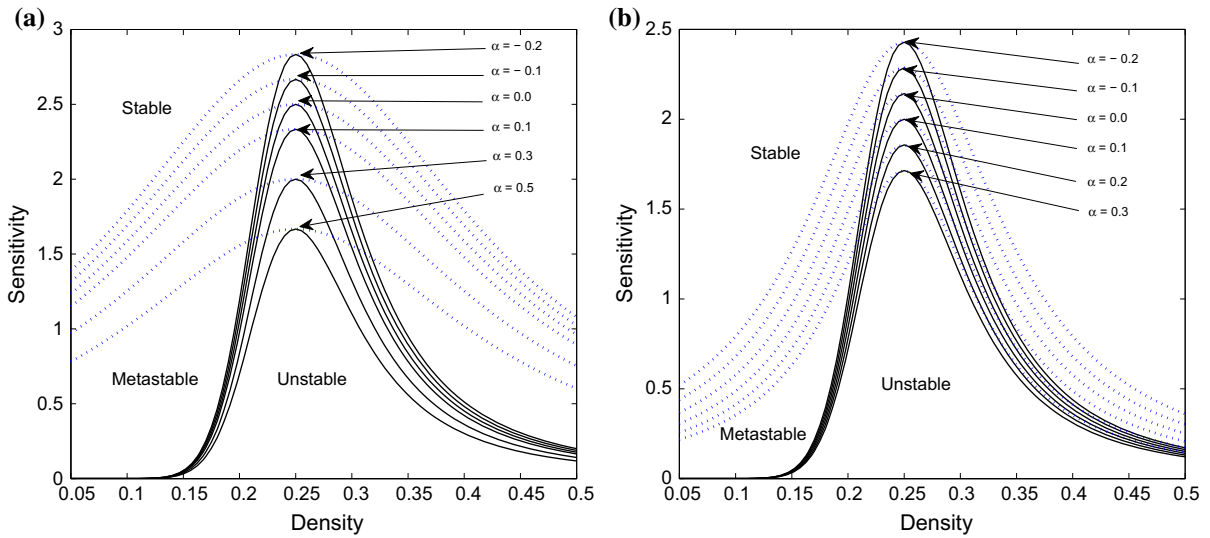 (a)
Sensitivity
3
2.5
2
1.5
1
0.5
0
0.05 0.1 0.15 0.2 0.25 0.3 0.35 0.4 0.45 0.5
Density
Stable
Metastable
Unstable
α = − 0.2
α = − 0.1
α = 0.0
α = 0.1
α = 0.3
α = 0.5
(b)
Sensitivity
2.5
2
1.5
1
0.5
0
0.05 0.1 0.15 0.2 0.25 0.3 0.35 0.4 0.45 0.5
Density
Stable
Metastable
Unstable
α = − 0.2
α = − 0.1
α = 0.0
α = 0.1
α = 0.2
α = 0.3